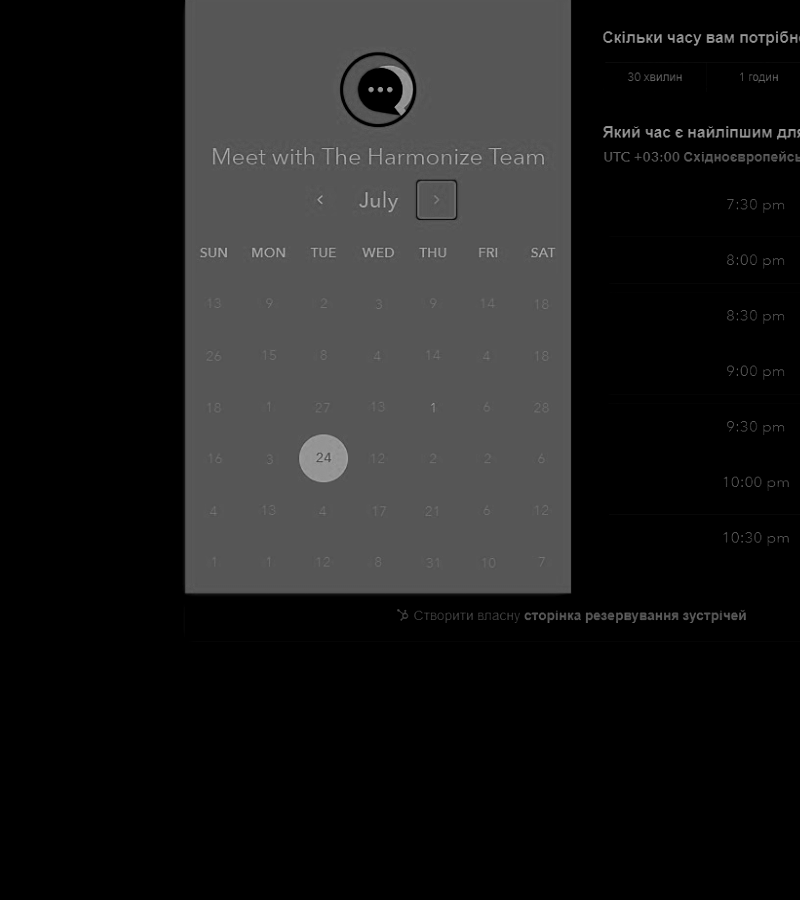 Meet with The Harmonize Team
July
SUN MON TUE WED THU FRI SAT
13 9 2 3 9 14 18
26 15 8 4 14 4 18
18 1 27 13 1 6 28
16 3 24 12 2 2 6
4 13 4 17 21 6 12
1 1 12 8 31 10 7
Скільки часу вам потрібн
30 хвилин 1 годин
Який час є найліпшим для
UTC +03:00 Східноєвропейсь
7:30 pm
8:00 pm
8:30 pm
9:00 pm
9:30 pm
10:00 pm
10:30 pm
Створити власну сторінка резервування зустрічей